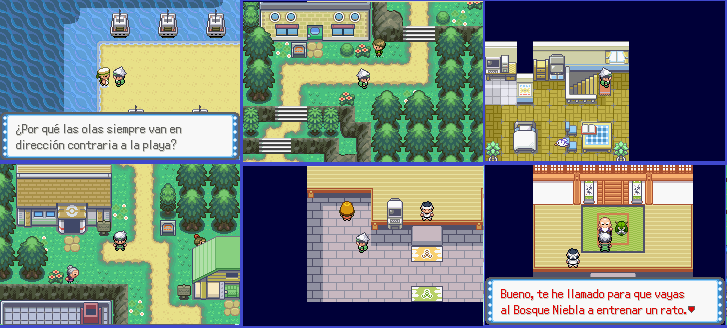 ¿Por qué las olas siempre van en
dirección contraria a la playa?
Bueno, te he llamado para que vayas
al Bosque Niebla a entrenar un rato.♥